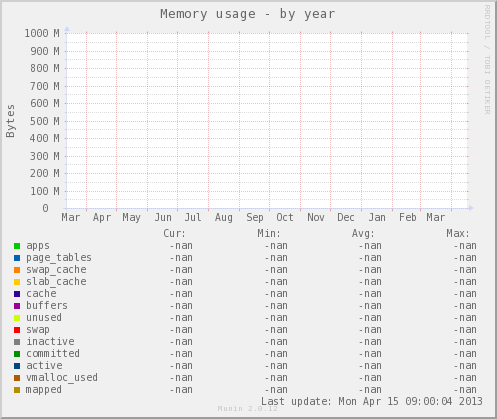 Memory usage - by year
RRDTOOL / TOBI OETIKER
Bytes
1000 M
900 M
800 M
700 M
600 M
500 M
400 M
300 M
200 M
100 M
0
Mar Apr May Jun Jul Aug Sep Oct Nov Dec Jan Feb Mar
Cur: Min: Avg: Max:
apps -nan -nan -nan -nan
page_tables -nan -nan -nan -nan
swap_cache -nan -nan -nan -nan
slab_cache -nan -nan -nan -nan
cache -nan -nan -nan -nan
buffers -nan -nan -nan -nan
unused -nan -nan -nan -nan
swap -nan -nan -nan -nan
inactive -nan -nan -nan -nan
committed -nan -nan -nan -nan
active -nan -nan -nan -nan
vmalloc_used -nan -nan -nan -nan
mapped -nan -nan -nan -nan
Last update: Mon Apr 15 09:00:04 2013
Munin 2.0.12